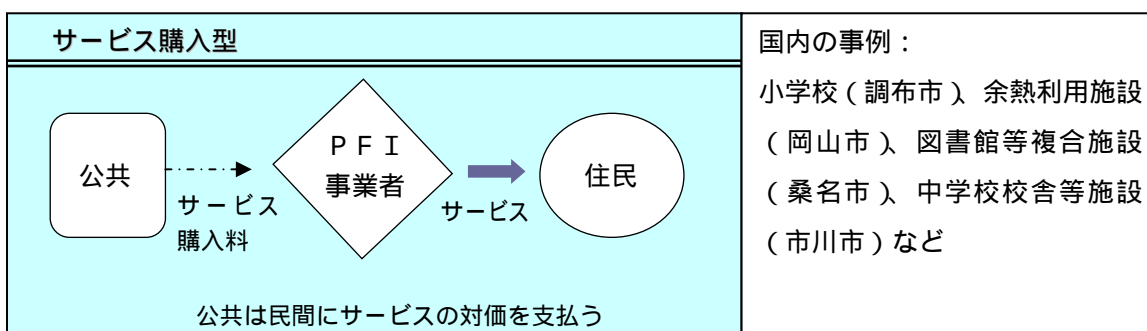 サービス購入型
公共
PFI
事業者
住民
サービス
購入料
サービス
公共は民間にサービスの対価を支払う
国内の事例:
小学校(調布市)、余熱利用施設
(岡山市)、図書館等複合施設
(桑名市)、中学校校舎等施設
(市川市)など